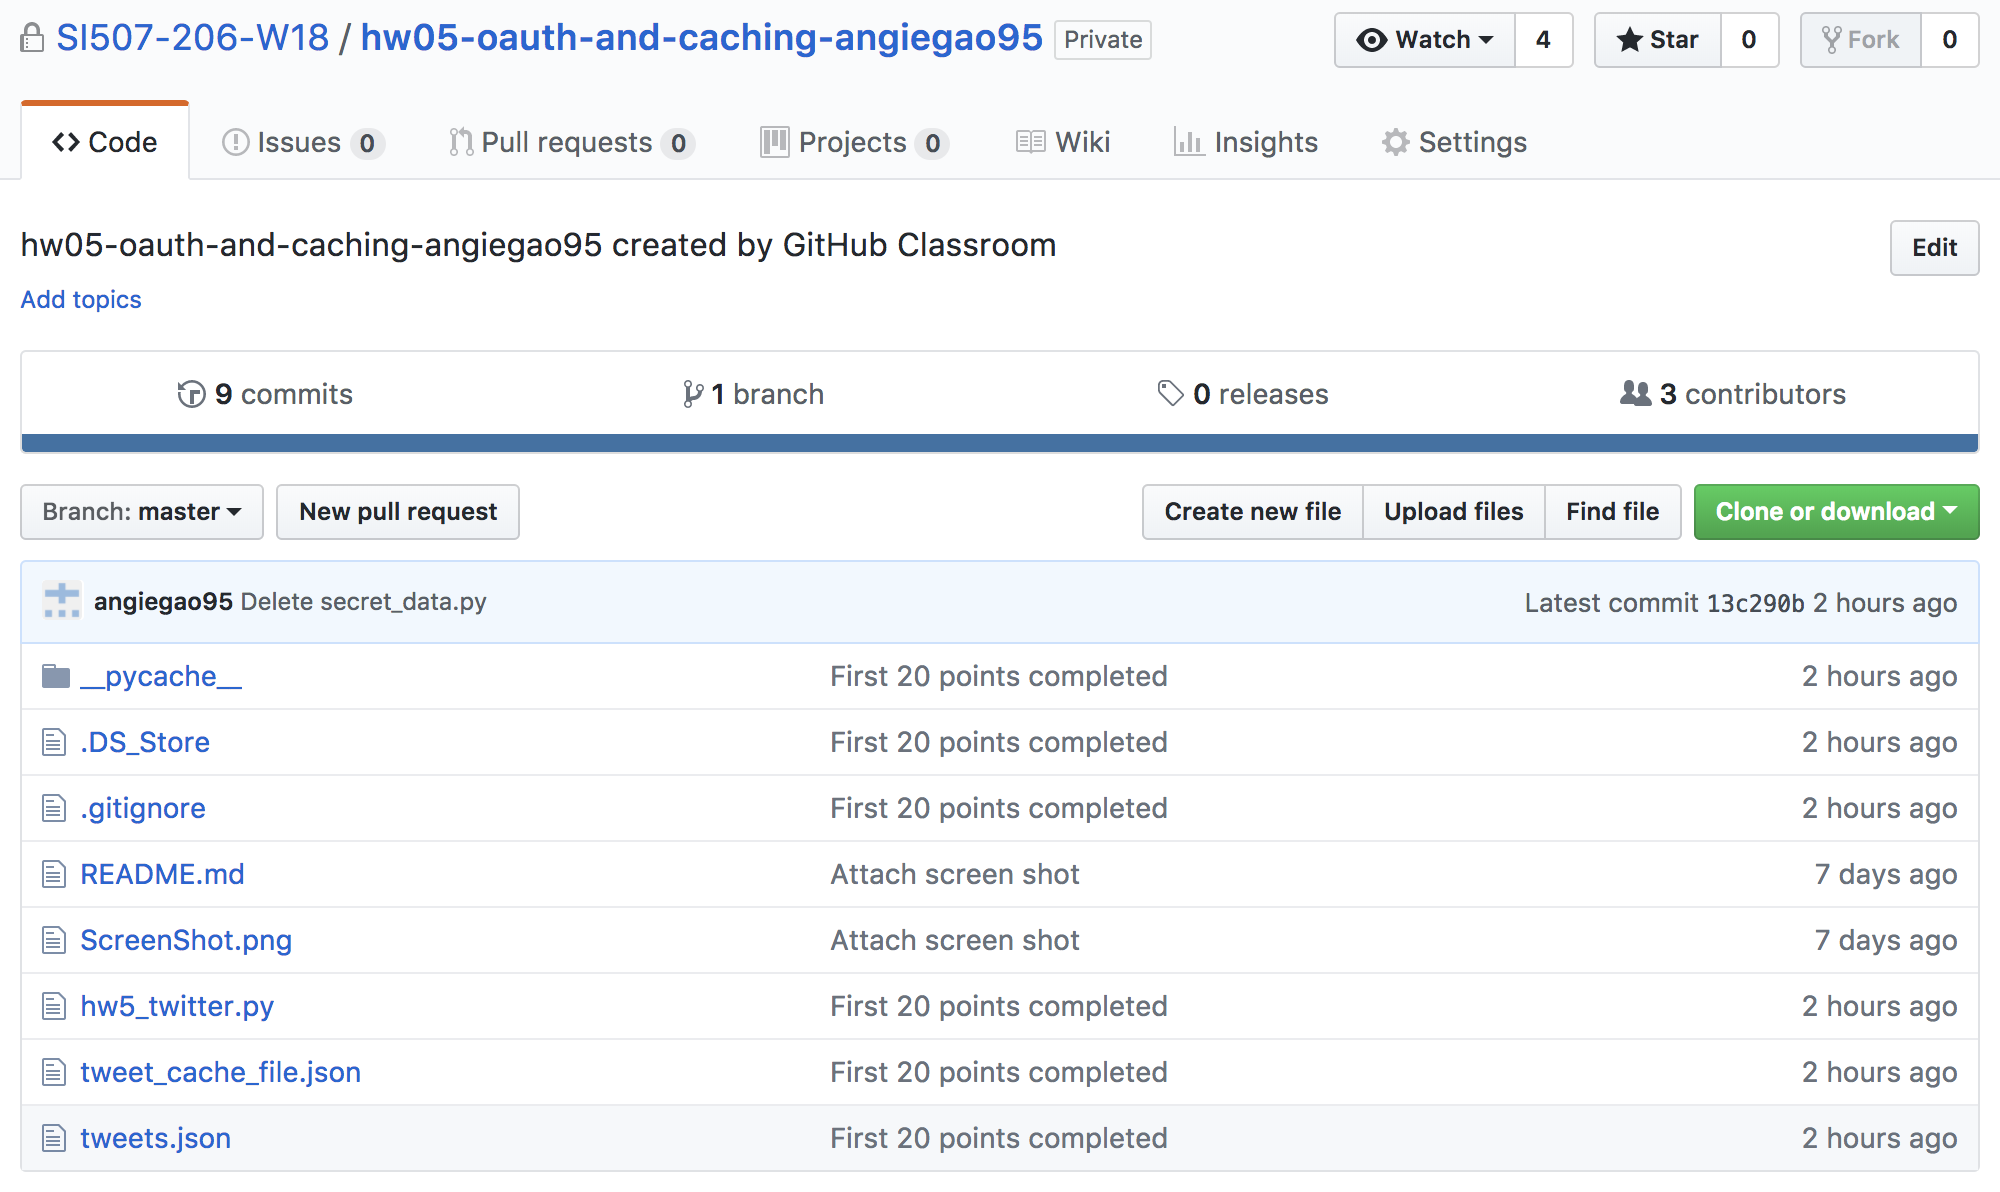 SI507-206-W18 / hw05-oauth-and-caching-angiegao95 Private Watch 4 Star 0 Fork 0
Code Issues 0 Pull requests 0 Projects 0 Wiki Insights Settings
hw05-oauth-and-caching-angiegao95 created by GitHub Classroom Edit
Add topics
9 commits 1 branch 0 releases 3 contributors
Branch: master New pull request Create new file Upload files Find file Clone or download
angiegao95 Delete secret_data.py Latest commit 13c290b 2 hours ago
__pycache__ First 20 points completed 2 hours ago
.DS_Store First 20 points completed 2 hours ago
.gitignore First 20 points completed 2 hours ago
README.md Attach screen shot 7 days ago
ScreenShot.png Attach screen shot 7 days ago
hw5_twitter.py First 20 points completed 2 hours ago
tweet_cache_file.json First 20 points completed 2 hours ago
tweets.json First 20 points completed 2 hours ago